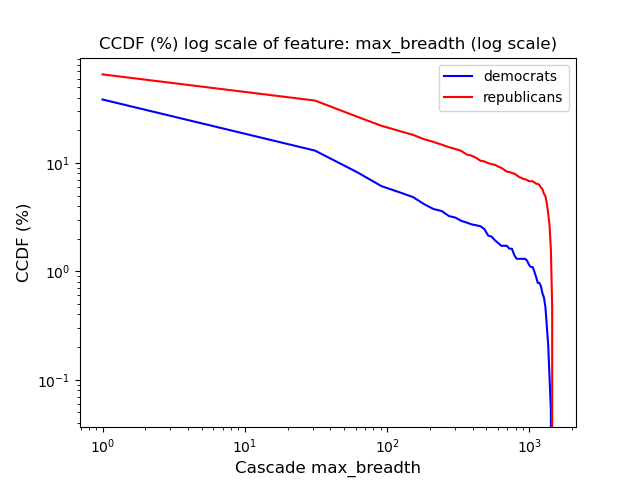 CCDF (%) log scale of feature: max_breadth (log scale)
democrats
republicans
CCDF (%)
10¹
10⁰
10⁻¹
10⁰ 10¹ 10² 10³
Cascade max_breadth